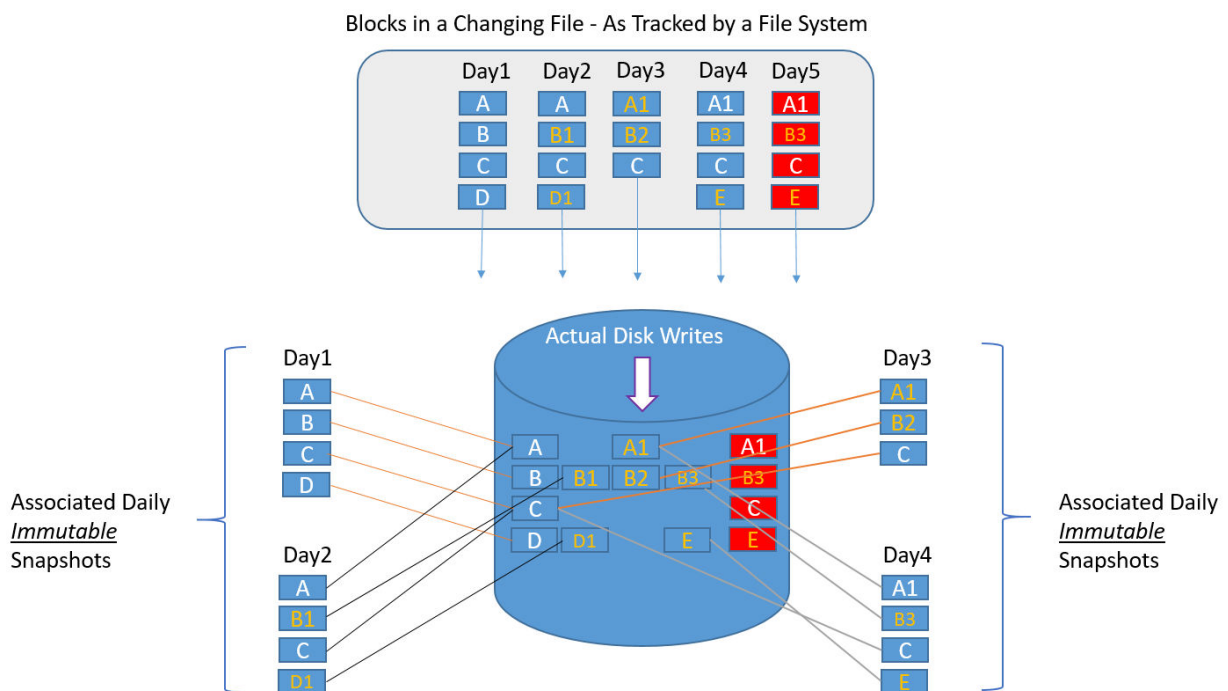 Blocks in a Changing File - As Tracked by a File System
Day1 Day2 Day3 Day4 Day5
A A A1 A1 A1
B B1 B2 B3 B3
C C C C C
D D1 E E
Actual Disk Writes
Day1
A
B
C
D
Day3
A1
B2
C
A A1 A1
B B1 B2 B3 B3
C C
D D1 E E
Associated Daily
Immutable
Snapshots
Associated Daily
Immutable
Snapshots
Day2
A
B1
C
D1
Day4
A1
B3
C
E